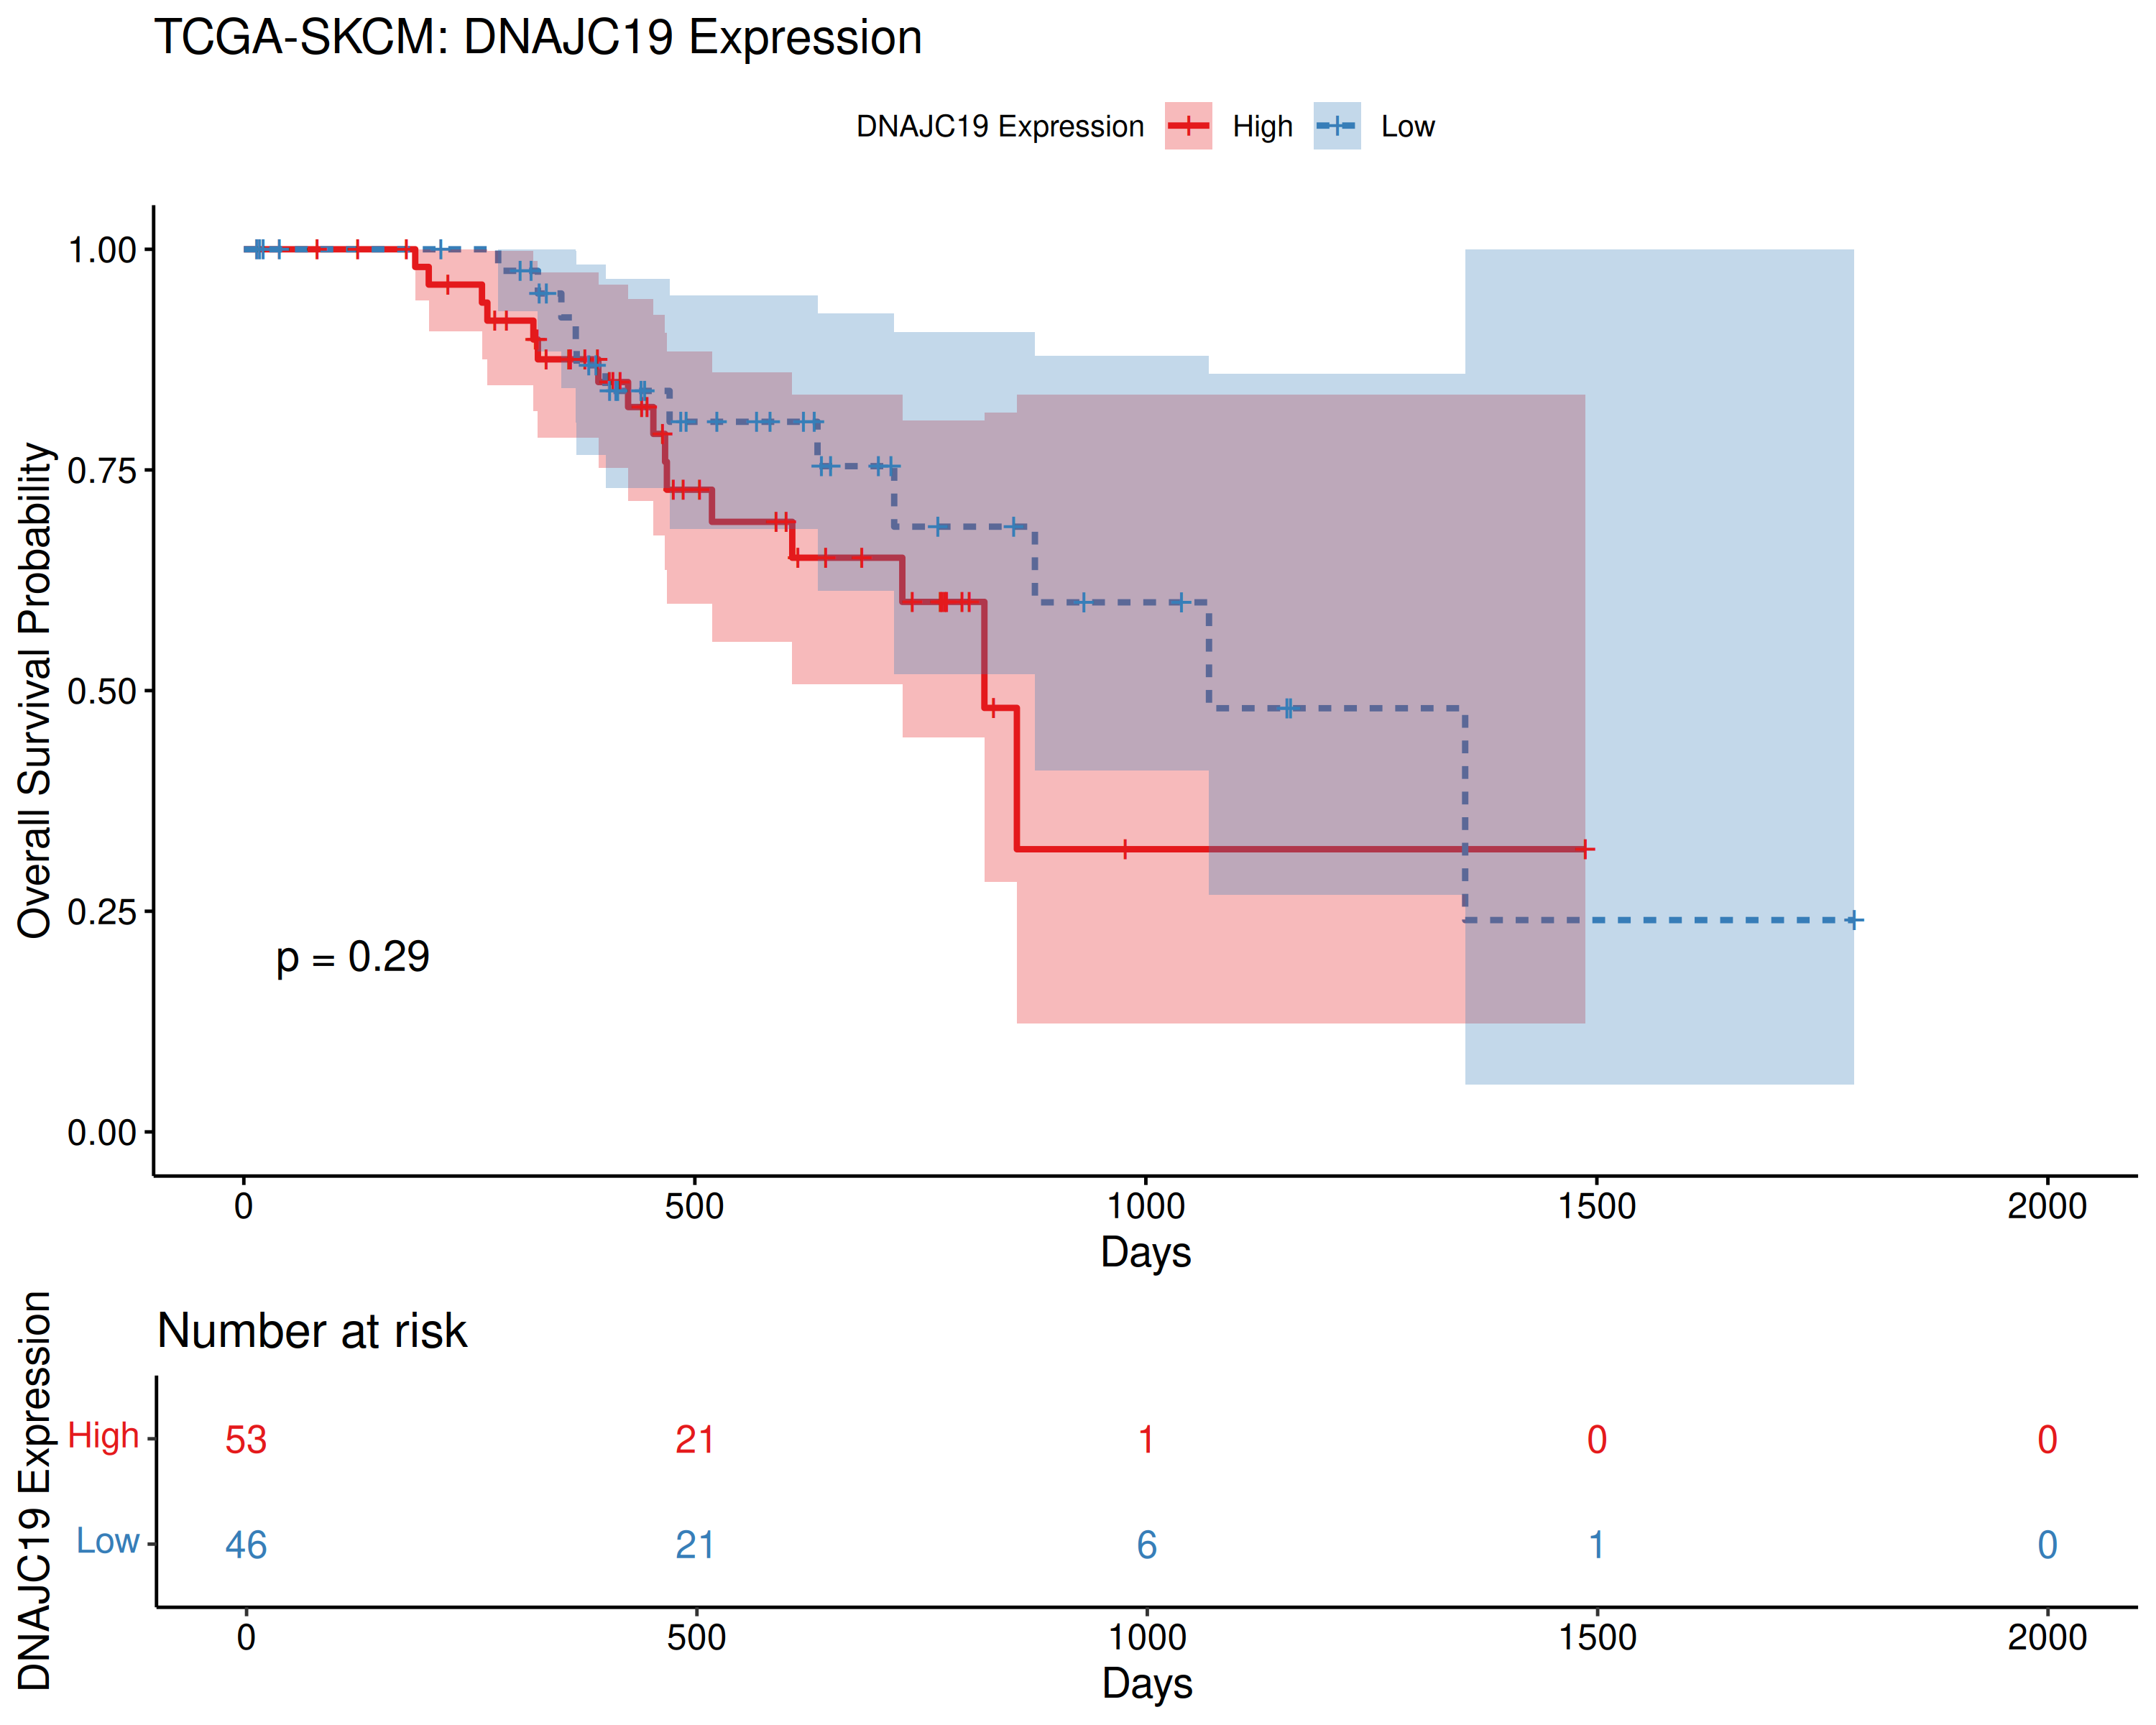 TCGA-SKCM: DNAJC19 Expression
DNAJC19 Expression High Low
Overall Survival Probability
1.00
0.75
0.50
0.25
0.00
p = 0.29
0 500 1000 1500 2000
Days
Number at risk
DNAJC19 Expression
High 53 21 1 0 0
Low 46 21 6 1 0
0 500 1000 1500 2000
Days